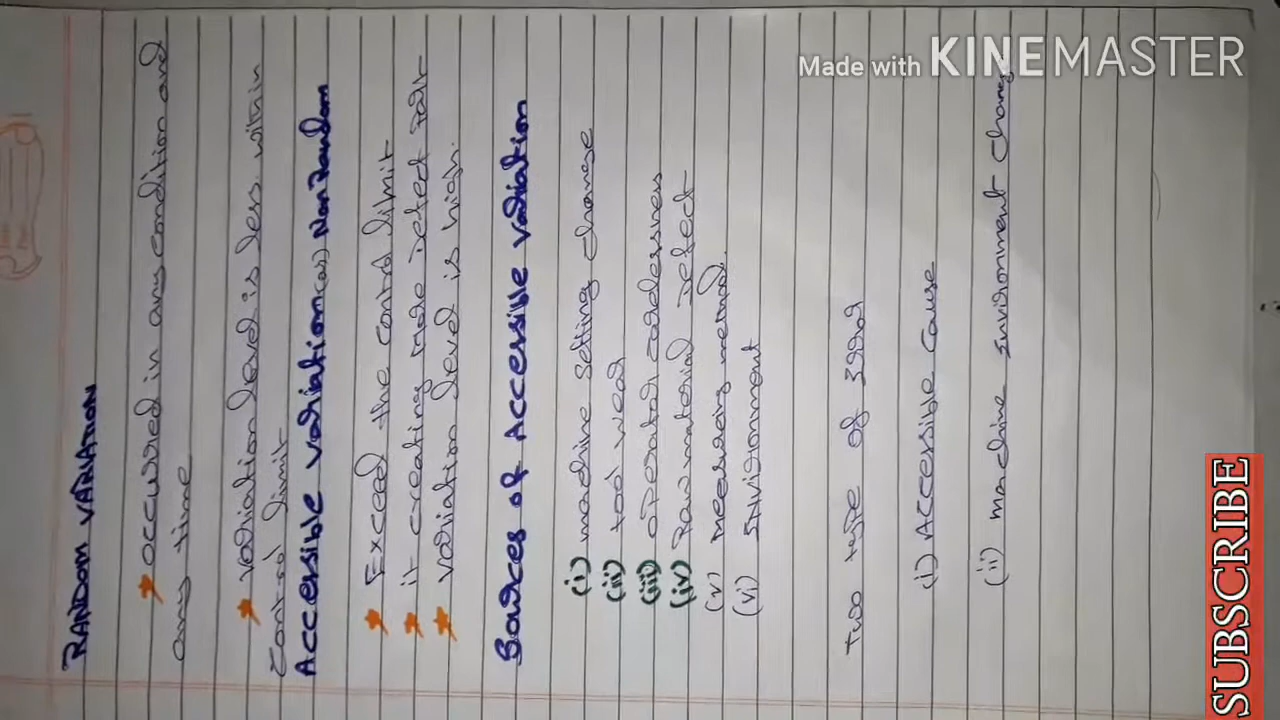 RANDOM VARIATION
occurred in any condition and
any time
variation level is less within
control limit
Accessible variation (or) Non Random
Exceed the control limit
it creating more Defect Part
variation level is high.
Sources of Accessible variation
(i) machine setting change
(ii) tool wear
(iii) operator carelessness
(iv) Raw material Defect
(v) measuring method.
(vi) Environment
two type of Error
(i) Accessible Cause
(ii) machine Environment change
Made with KINEMASTER
SUBSCRIBE